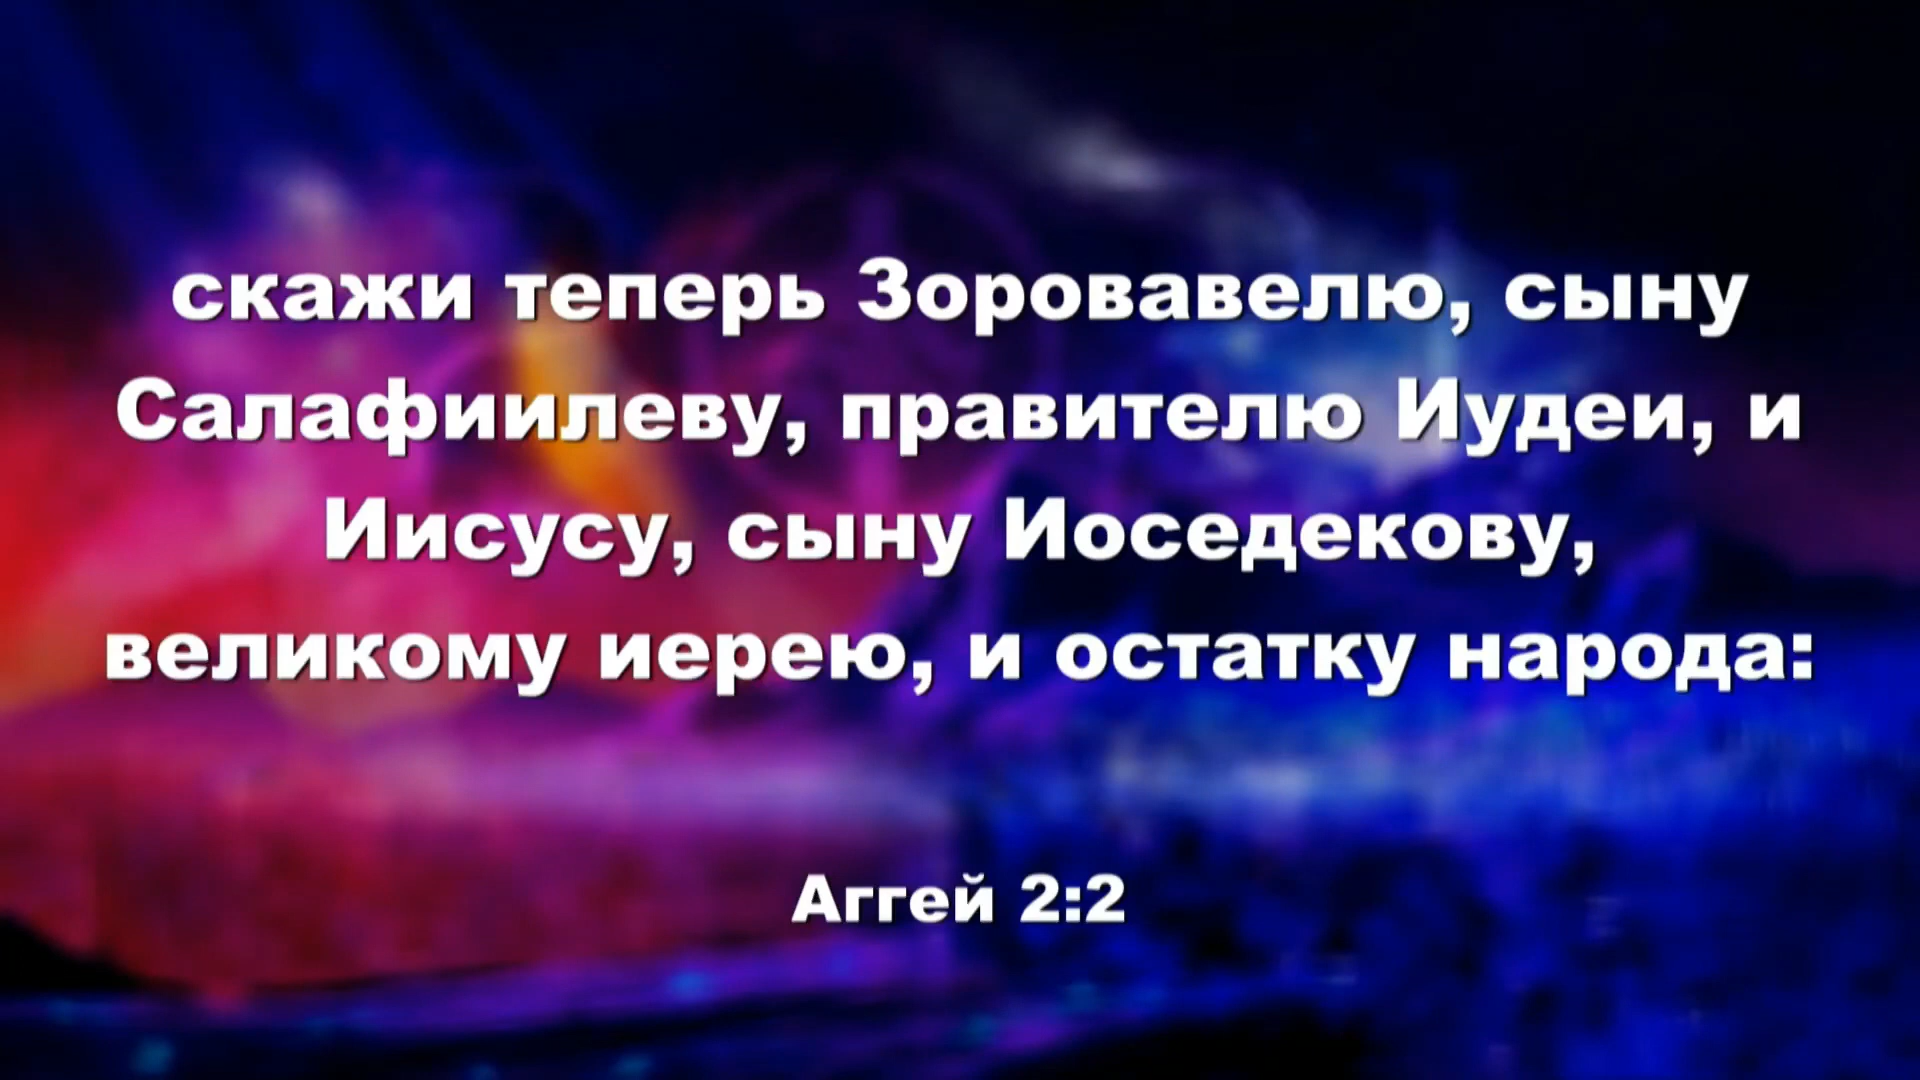 скажи теперь Зоровавелю, сыну
Салафиилеву, правителю Иудеи, и
Иисусу, сыну Иоседекову,
великому иерею, и остатку народа:
Аггей 2:2